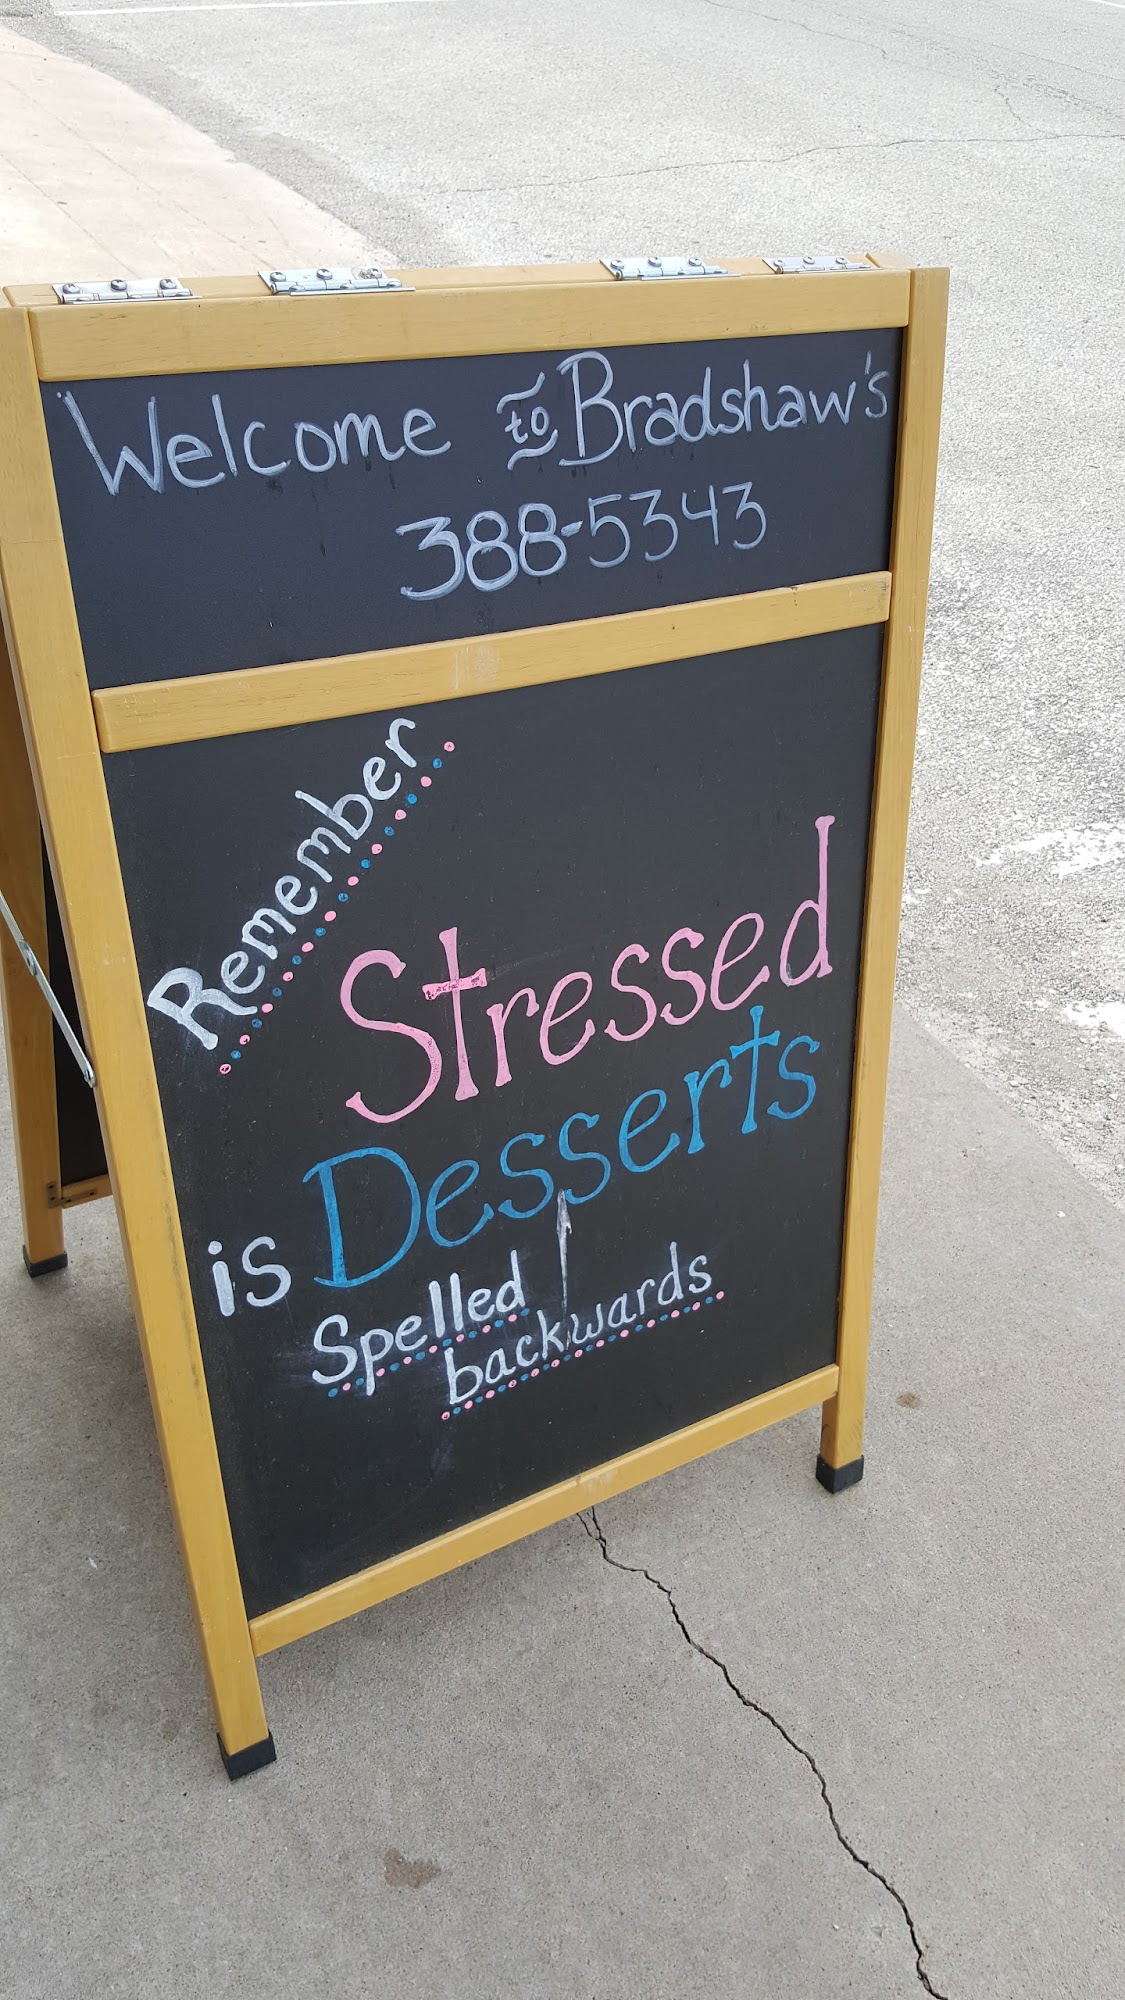 Welcome to Bradshaw's
388-5343
Remember
Stressed
is Desserts
Spelled
backwards